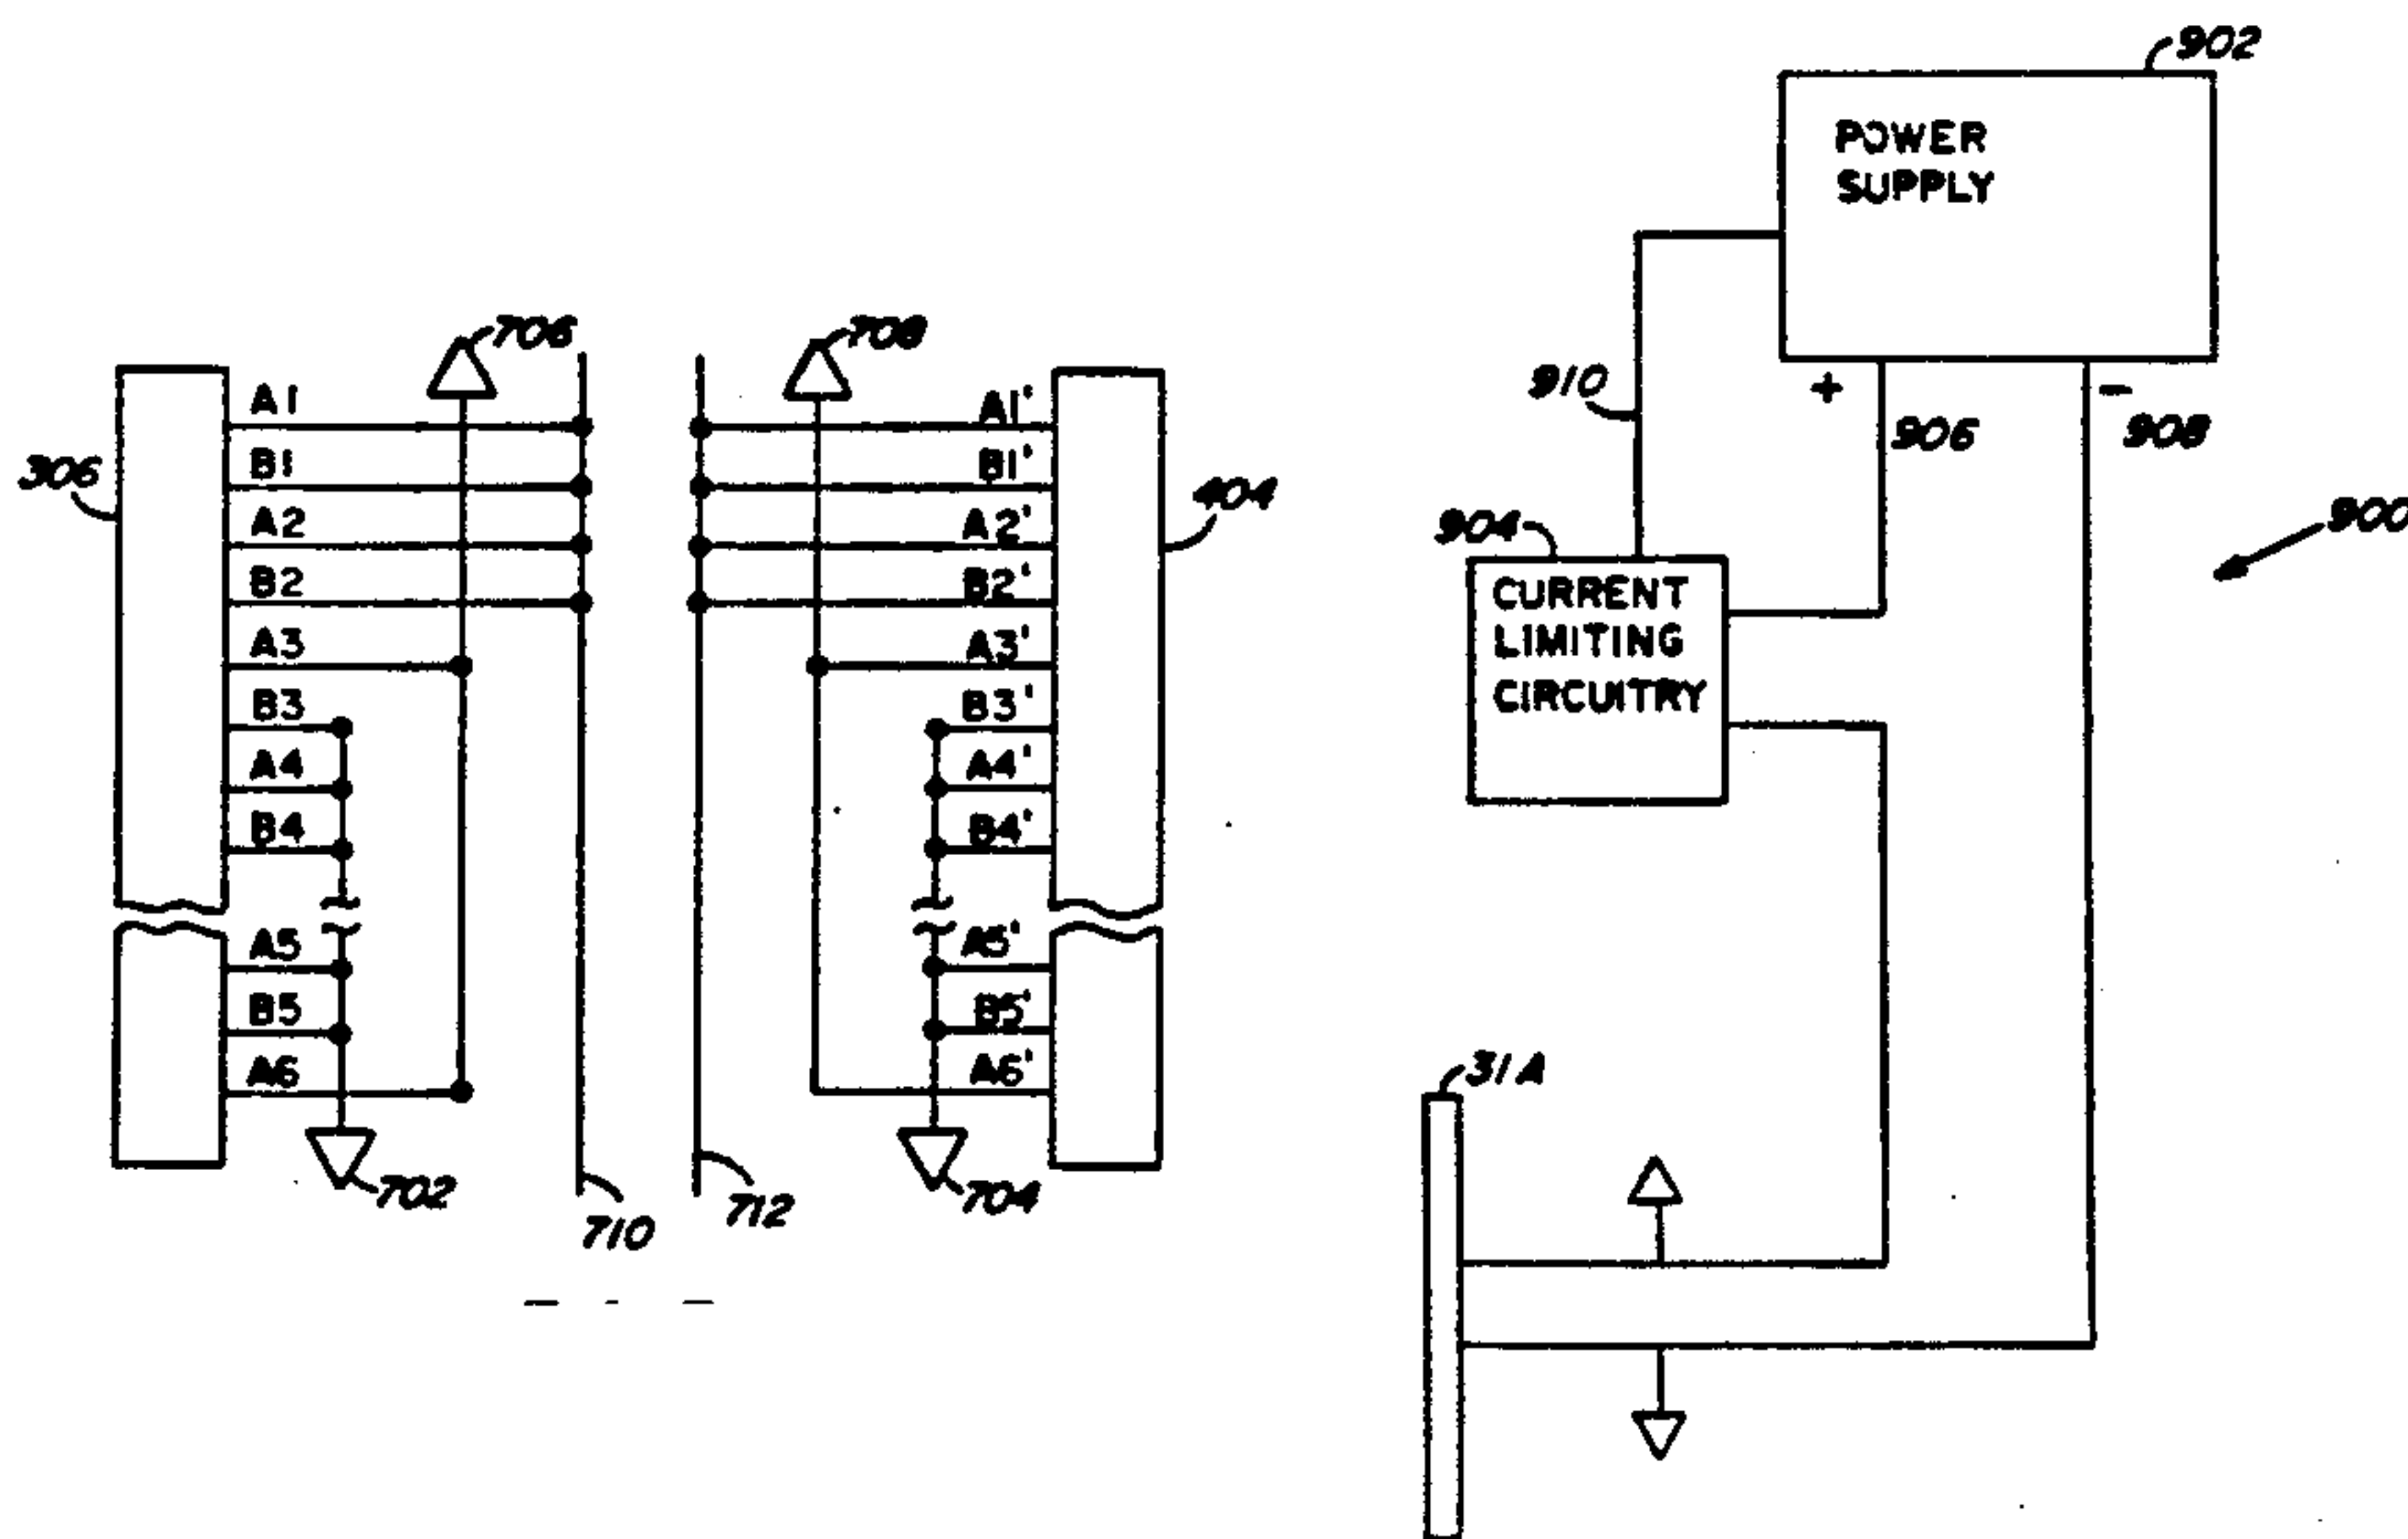 306
A1
B1
A2
B2
A3
B3
A4
B4
A5
B5
A6
706
702
710
712
708
A1'
B1'
A2'
B2'
A3'
B3'
A4'
B4'
A5'
B5'
A6'
704
404
902
POWER
SUPPLY
910
+
906
-
908
900
904
CURRENT
LIMITING
CIRCUITRY
31A